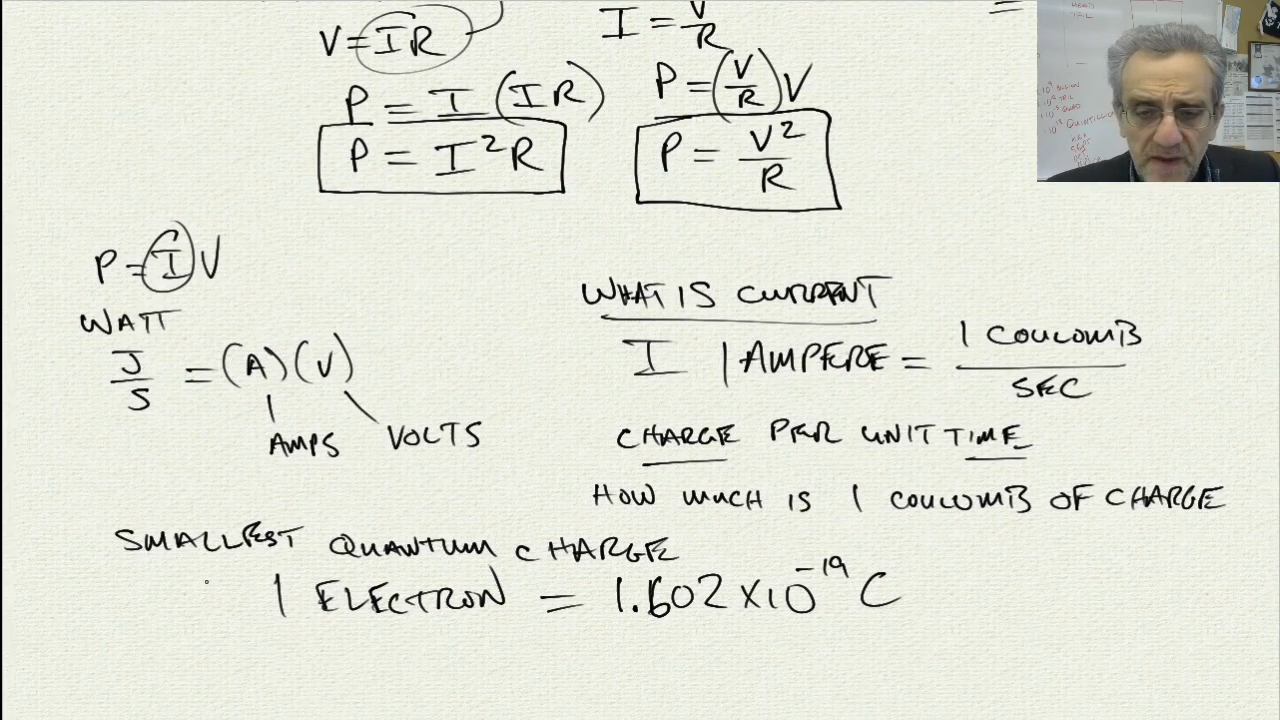 V = IR
I = V/R
=
P = I (IR)
P = (V/R) V
P = I²R
P = V²/R
P = I V
WATT
J/S = (A)(V)
AMPS VOLTS
WHAT IS CURRENT
I 1 AMPERE = 1 COULOMB / SEC
CHARGE PER UNIT TIME
HOW MUCH IS 1 COULOMB OF CHARGE
SMALLEST QUANTUM CHARGE
1 ELECTRON = 1.602 x 10⁻¹⁹ C